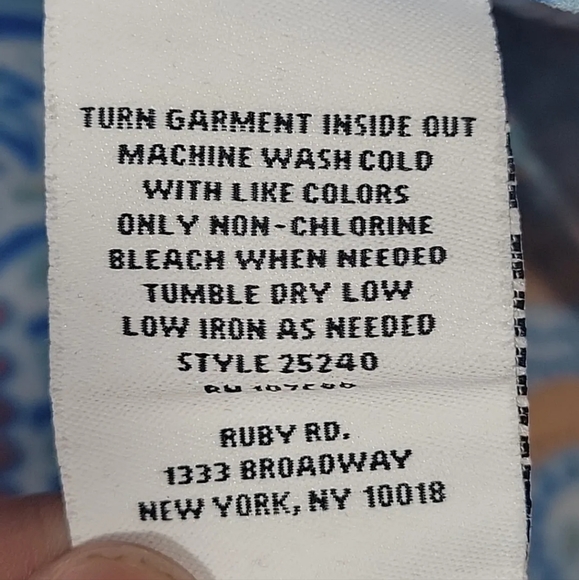 TURN GARMENT INSIDE OUT
MACHINE WASH COLD
WITH LIKE COLORS
ONLY NON-CHLORINE
BLEACH WHEN NEEDED
TUMBLE DRY LOW
LOW IRON AS NEEDED
STYLE 25240
RUBY RD.
1333 BROADWAY
NEW YORK, NY 10018